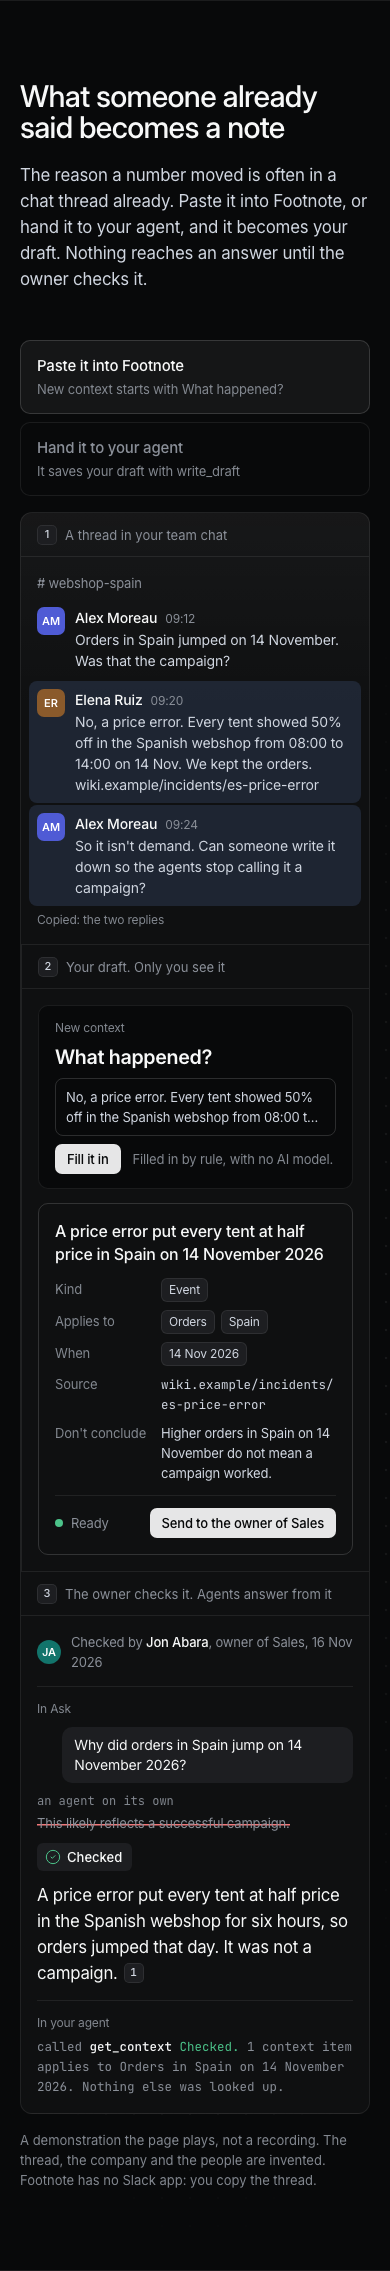 What someone already
said becomes a note
The reason a number moved is often in a
chat thread already. Paste it into Footnote, or
hand it to your agent, and it becomes your
draft. Nothing reaches an answer until the
owner checks it.
Paste it into Footnote
New context starts with What happened?
Hand it to your agent
It saves your draft with write_draft
1 A thread in your team chat
# webshop-spain
AM Alex Moreau 09:12
Orders in Spain jumped on 14 November.
Was that the campaign?
ER Elena Ruiz 09:20
No, a price error. Every tent showed 50%
off in the Spanish webshop from 08:00 to
14:00 on 14 Nov. We kept the orders.
wiki.example/incidents/es-price-error
AM Alex Moreau 09:24
So it isn't demand. Can someone write it
down so the agents stop calling it a
campaign?
Copied: the two replies
2 Your draft. Only you see it
New context
What happened?
No, a price error. Every tent showed 50%
off in the Spanish webshop from 08:00 t...
Fill it in Filled in by rule, with no AI model.
A price error put every tent at half
price in Spain on 14 November 2026
Kind Event
Applies to Orders Spain
When 14 Nov 2026
Source wiki.example/incidents/
es-price-error
Don't conclude Higher orders in Spain on 14
November do not mean a
campaign worked.
Ready Send to the owner of Sales
3 The owner checks it. Agents answer from it
JA Checked by Jon Abara, owner of Sales, 16 Nov
2026
In Ask
Why did orders in Spain jump on 14
November 2026?
an agent on its own
This likely reflects a successful campaign.
Checked
A price error put every tent at half price
in the Spanish webshop for six hours, so
orders jumped that day. It was not a
campaign. 1
In your agent
called get_context Checked. 1 context item
applies to Orders in Spain on 14 November
2026. Nothing else was looked up.
A demonstration the page plays, not a recording. The
thread, the company and the people are invented.
Footnote has no Slack app: you copy the thread.